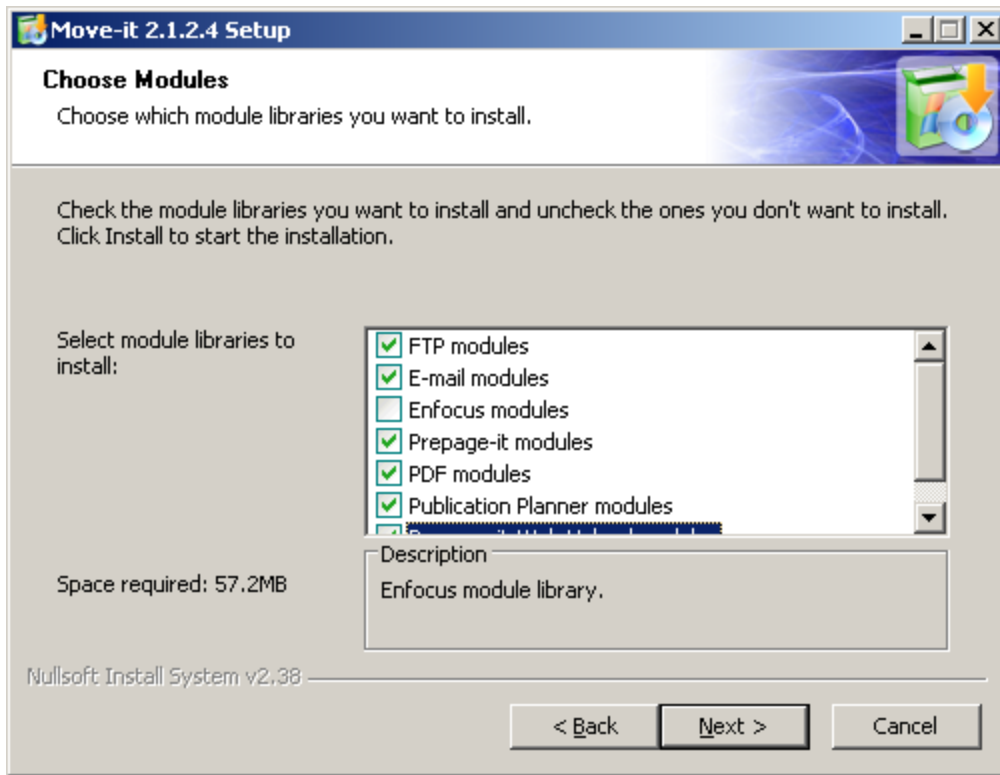 Move-it 2.1.2.4 Setup
Choose Modules
Choose which module libraries you want to install.
Check the module libraries you want to install and uncheck the ones you don't want to install.
Click Install to start the installation.
Select module libraries to
install:
FTP modules
E-mail modules
Enfocus modules
Prepage-it modules
PDF modules
Publication Planner modules
Description
Space required: 57.2MB
Enfocus module library.
Nullsoft Install System v2.38
< Back
Next >
Cancel